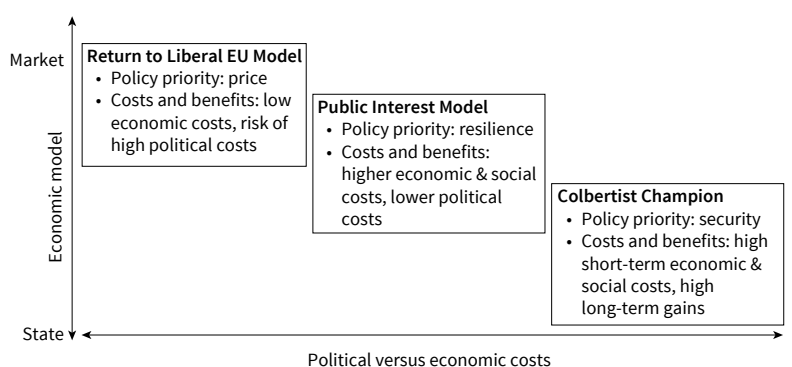 Market
Return to Liberal EU Model
• Policy priority: price
• Costs and benefits: low
economic costs, risk of
high political costs
Public Interest Model
• Policy priority: resilience
• Costs and benefits:
higher economic & social
costs, lower political
costs
Colbertist Champion
• Policy priority: security
• Costs and benefits: high
short-term economic &
social costs, high
long-term gains
Economic model
State
Political versus economic costs